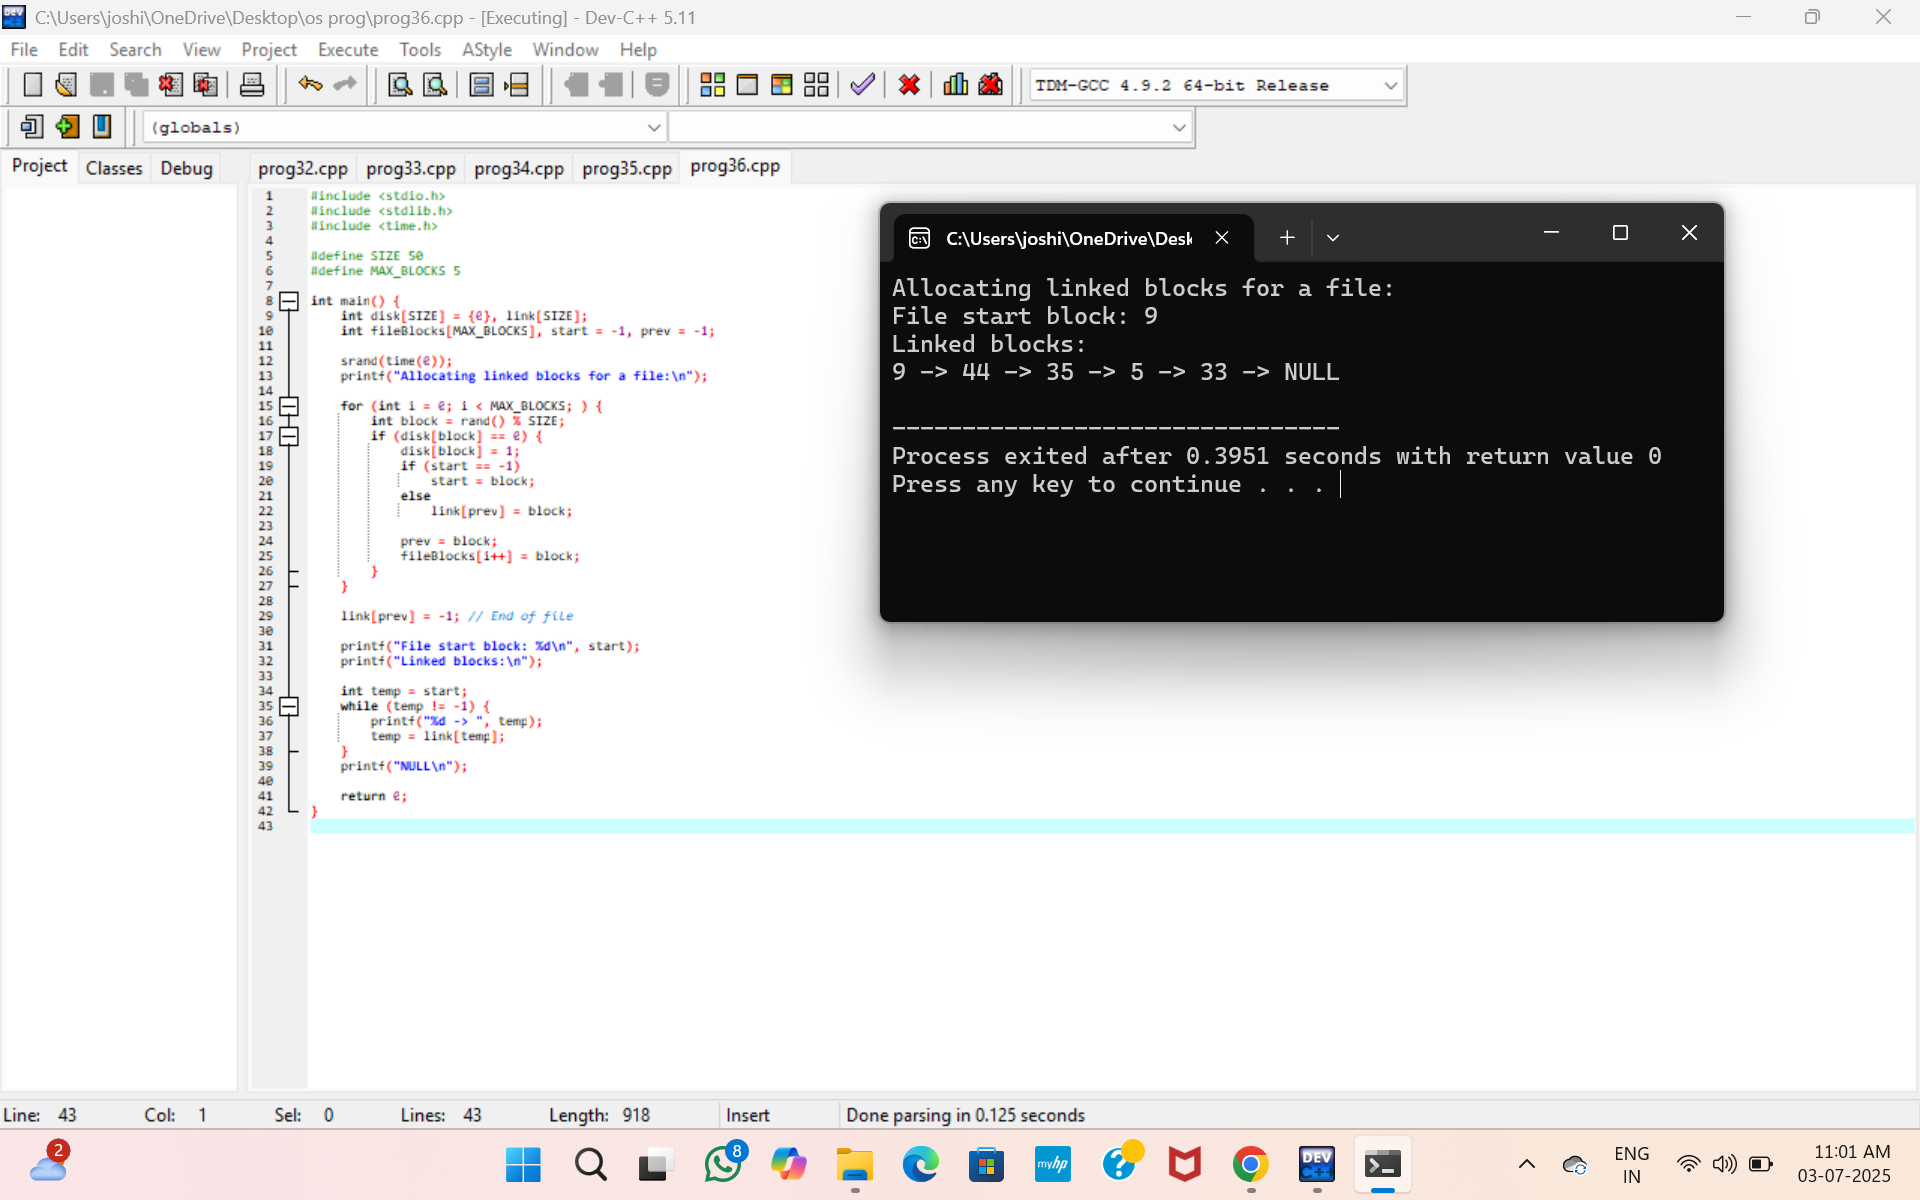 C:\Users\joshi\OneDrive\Desktop\os prog\prog36.cpp - [Executing] - Dev-C++ 5.11
File Edit Search View Project Execute Tools AStyle Window Help
TDM-GCC 4.9.2 64-bit Release
(globals)
Project Classes Debug prog32.cpp prog33.cpp prog34.cpp prog35.cpp prog36.cpp
1 #include <stdio.h>
2 #include <stdlib.h>
3 #include <time.h>
4
5 #define SIZE 50
6 #define MAX_BLOCKS 5
7
8 int main() {
9 int disk[SIZE] = {0}, link[SIZE];
10 int fileBlocks[MAX_BLOCKS], start = -1, prev = -1;
11
12 srand(time(0));
13 printf("Allocating linked blocks for a file:\n");
14
15 for (int i = 0; i < MAX_BLOCKS; ) {
16 int block = rand() % SIZE;
17 if (disk[block] == 0) {
18 disk[block] = 1;
19 if (start == -1)
20 start = block;
21 else
22 link[prev] = block;
23
24 prev = block;
25 fileBlocks[i++] = block;
26 }
27 }
28
29 link[prev] = -1; // End of file
30
31 printf("File start block: %d\n", start);
32 printf("Linked blocks:\n");
33
34 int temp = start;
35 while (temp != -1) {
36 printf("%d -> ", temp);
37 temp = link[temp];
38 }
39 printf("NULL\n");
40
41 return 0;
42 }
43
C:\Users\joshi\OneDrive\Desk
Allocating linked blocks for a file:
File start block: 9
Linked blocks:
9 -> 44 -> 35 -> 5 -> 33 -> NULL
--------------------------------
Process exited after 0.3951 seconds with return value 0
Press any key to continue . . .
Line: 43 Col: 1 Sel: 0 Lines: 43 Length: 918 Insert Done parsing in 0.125 seconds
2
8
myhp
DEV
C++
ENG
IN
11:01 AM
03-07-2025